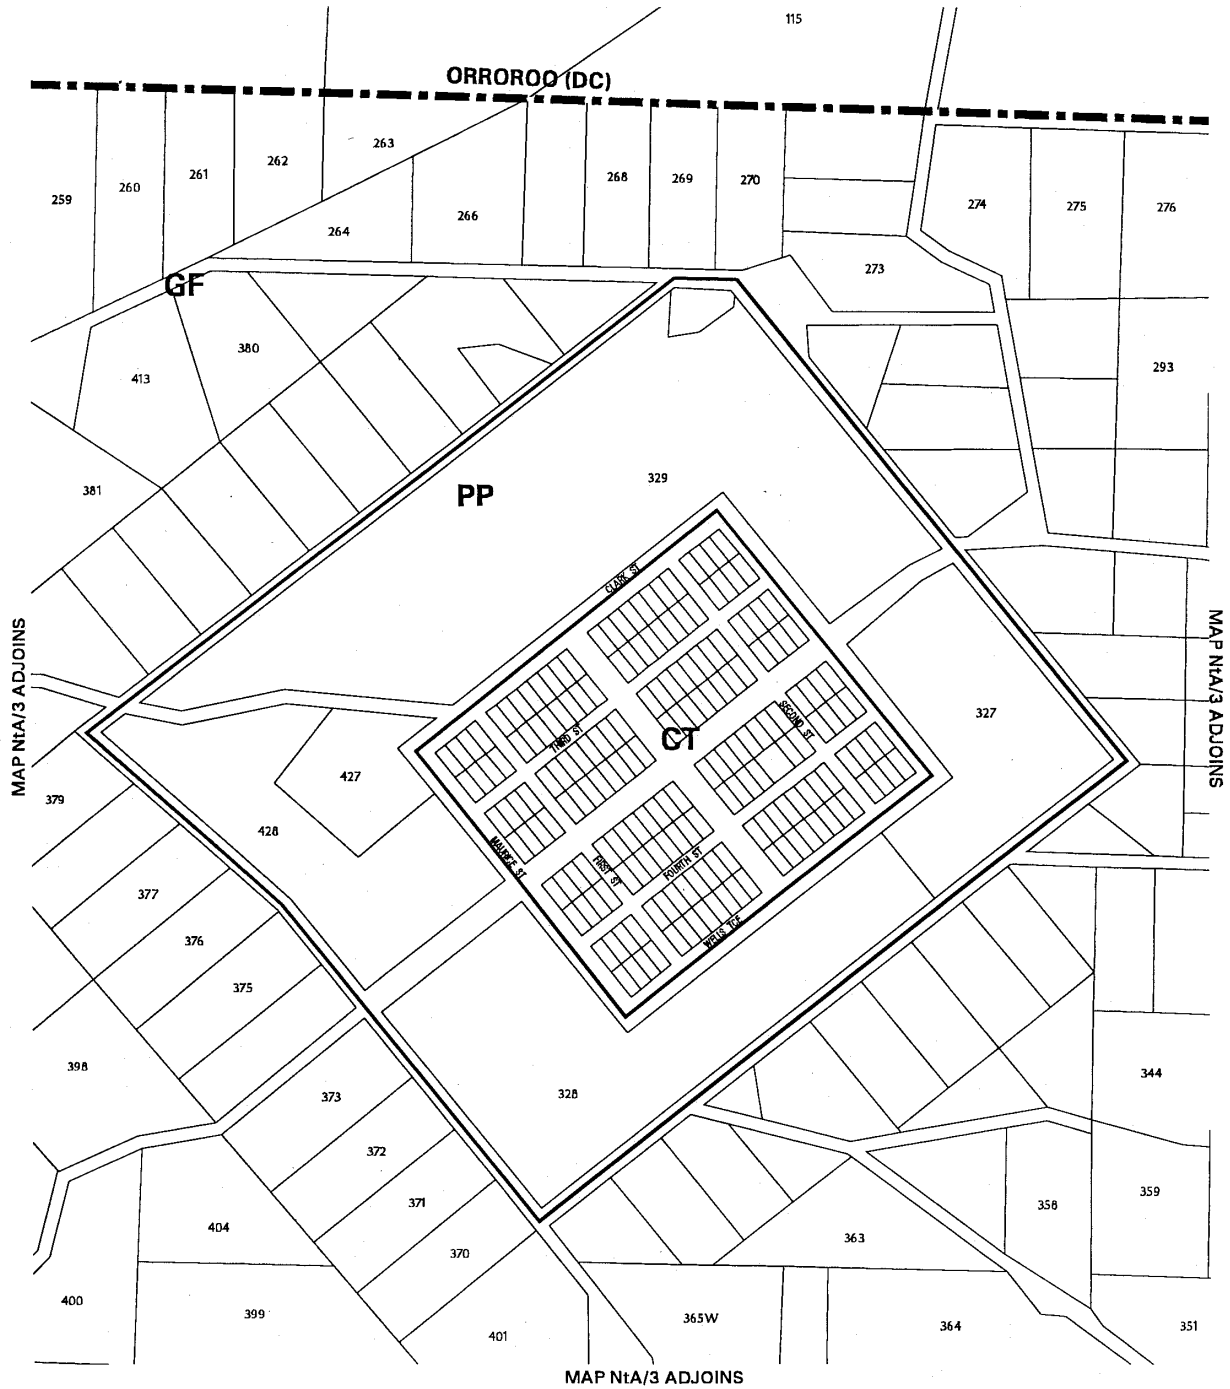 115
ORROROO (DC)
259
260
261
262
263
264
266
268
269
270
273
274
275
276
GF
413
380
293
381
PP
329
CLARK ST
MAP NtA/3 ADJOINS
MAP NtA/3 ADJOINS
THIRD ST
CT
SECOND ST
327
379
427
428
MAURICE ST
FIRST ST
FOURTH ST
WELLS TCE
377
376
375
398
373
328
344
372
371
370
404
358
359
363
400
399
401
365W
364
351
MAP NtA/3 ADJOINS